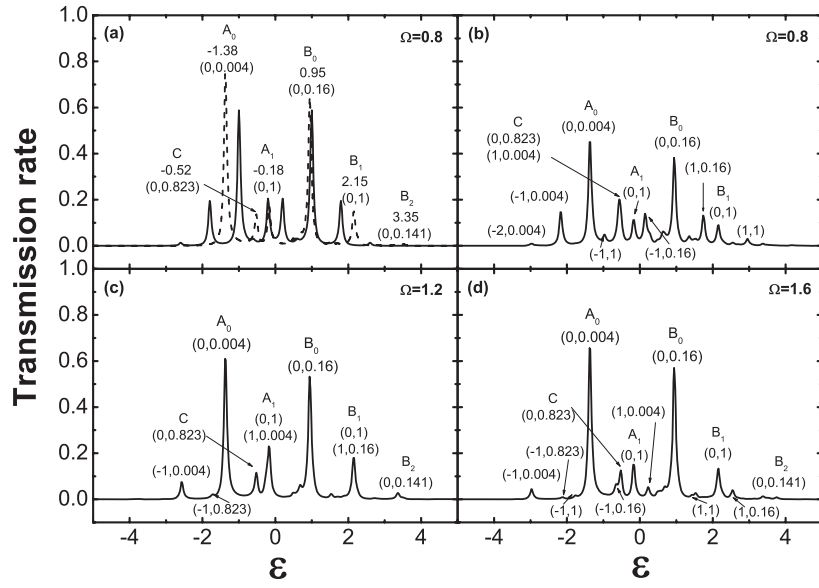 Transmission rate
1.0
0.8
0.6
0.4
0.2
0.0
(a)
Ω=0.8
A0
-1.38
(0,0.004)
B0
0.95
(0,0.16)
C
-0.52
(0,0.823)
A1
-0.18
(0,1)
B1
2.15
(0,1)
B2
3.35
(0,0.141)
(b)
Ω=0.8
A0
(0,0.004)
B0
(0,0.16)
C
(0,0.823)
(1,0.004)
A1
(0,1)
(1,0.16)
B1
(0,1)
(-1,0.004)
(1,1)
(-2,0.004)
(-1,1)
(-1,0.16)
0.8
0.6
0.4
0.2
0.0
(c)
Ω=1.2
A0
(0,0.004)
B0
(0,0.16)
C
(0,0.823)
A1
(0,1)
(1,0.004)
B1
(0,1)
(1,0.16)
B2
(0,0.141)
(-1,0.004)
(-1,0.823)
-4 -2 0 2 4
ε
(d)
Ω=1.6
A0
(0,0.004)
B0
(0,0.16)
C
(0,0.823)
(1,0.004)
A1
(0,1)
B1
(0,1)
(-1,0.823)
(-1,0.004)
B2
(0,0.141)
(-1,1)
(-1,0.16)
(1,1)
(1,0.16)
-4 -2 0 2 4
ε